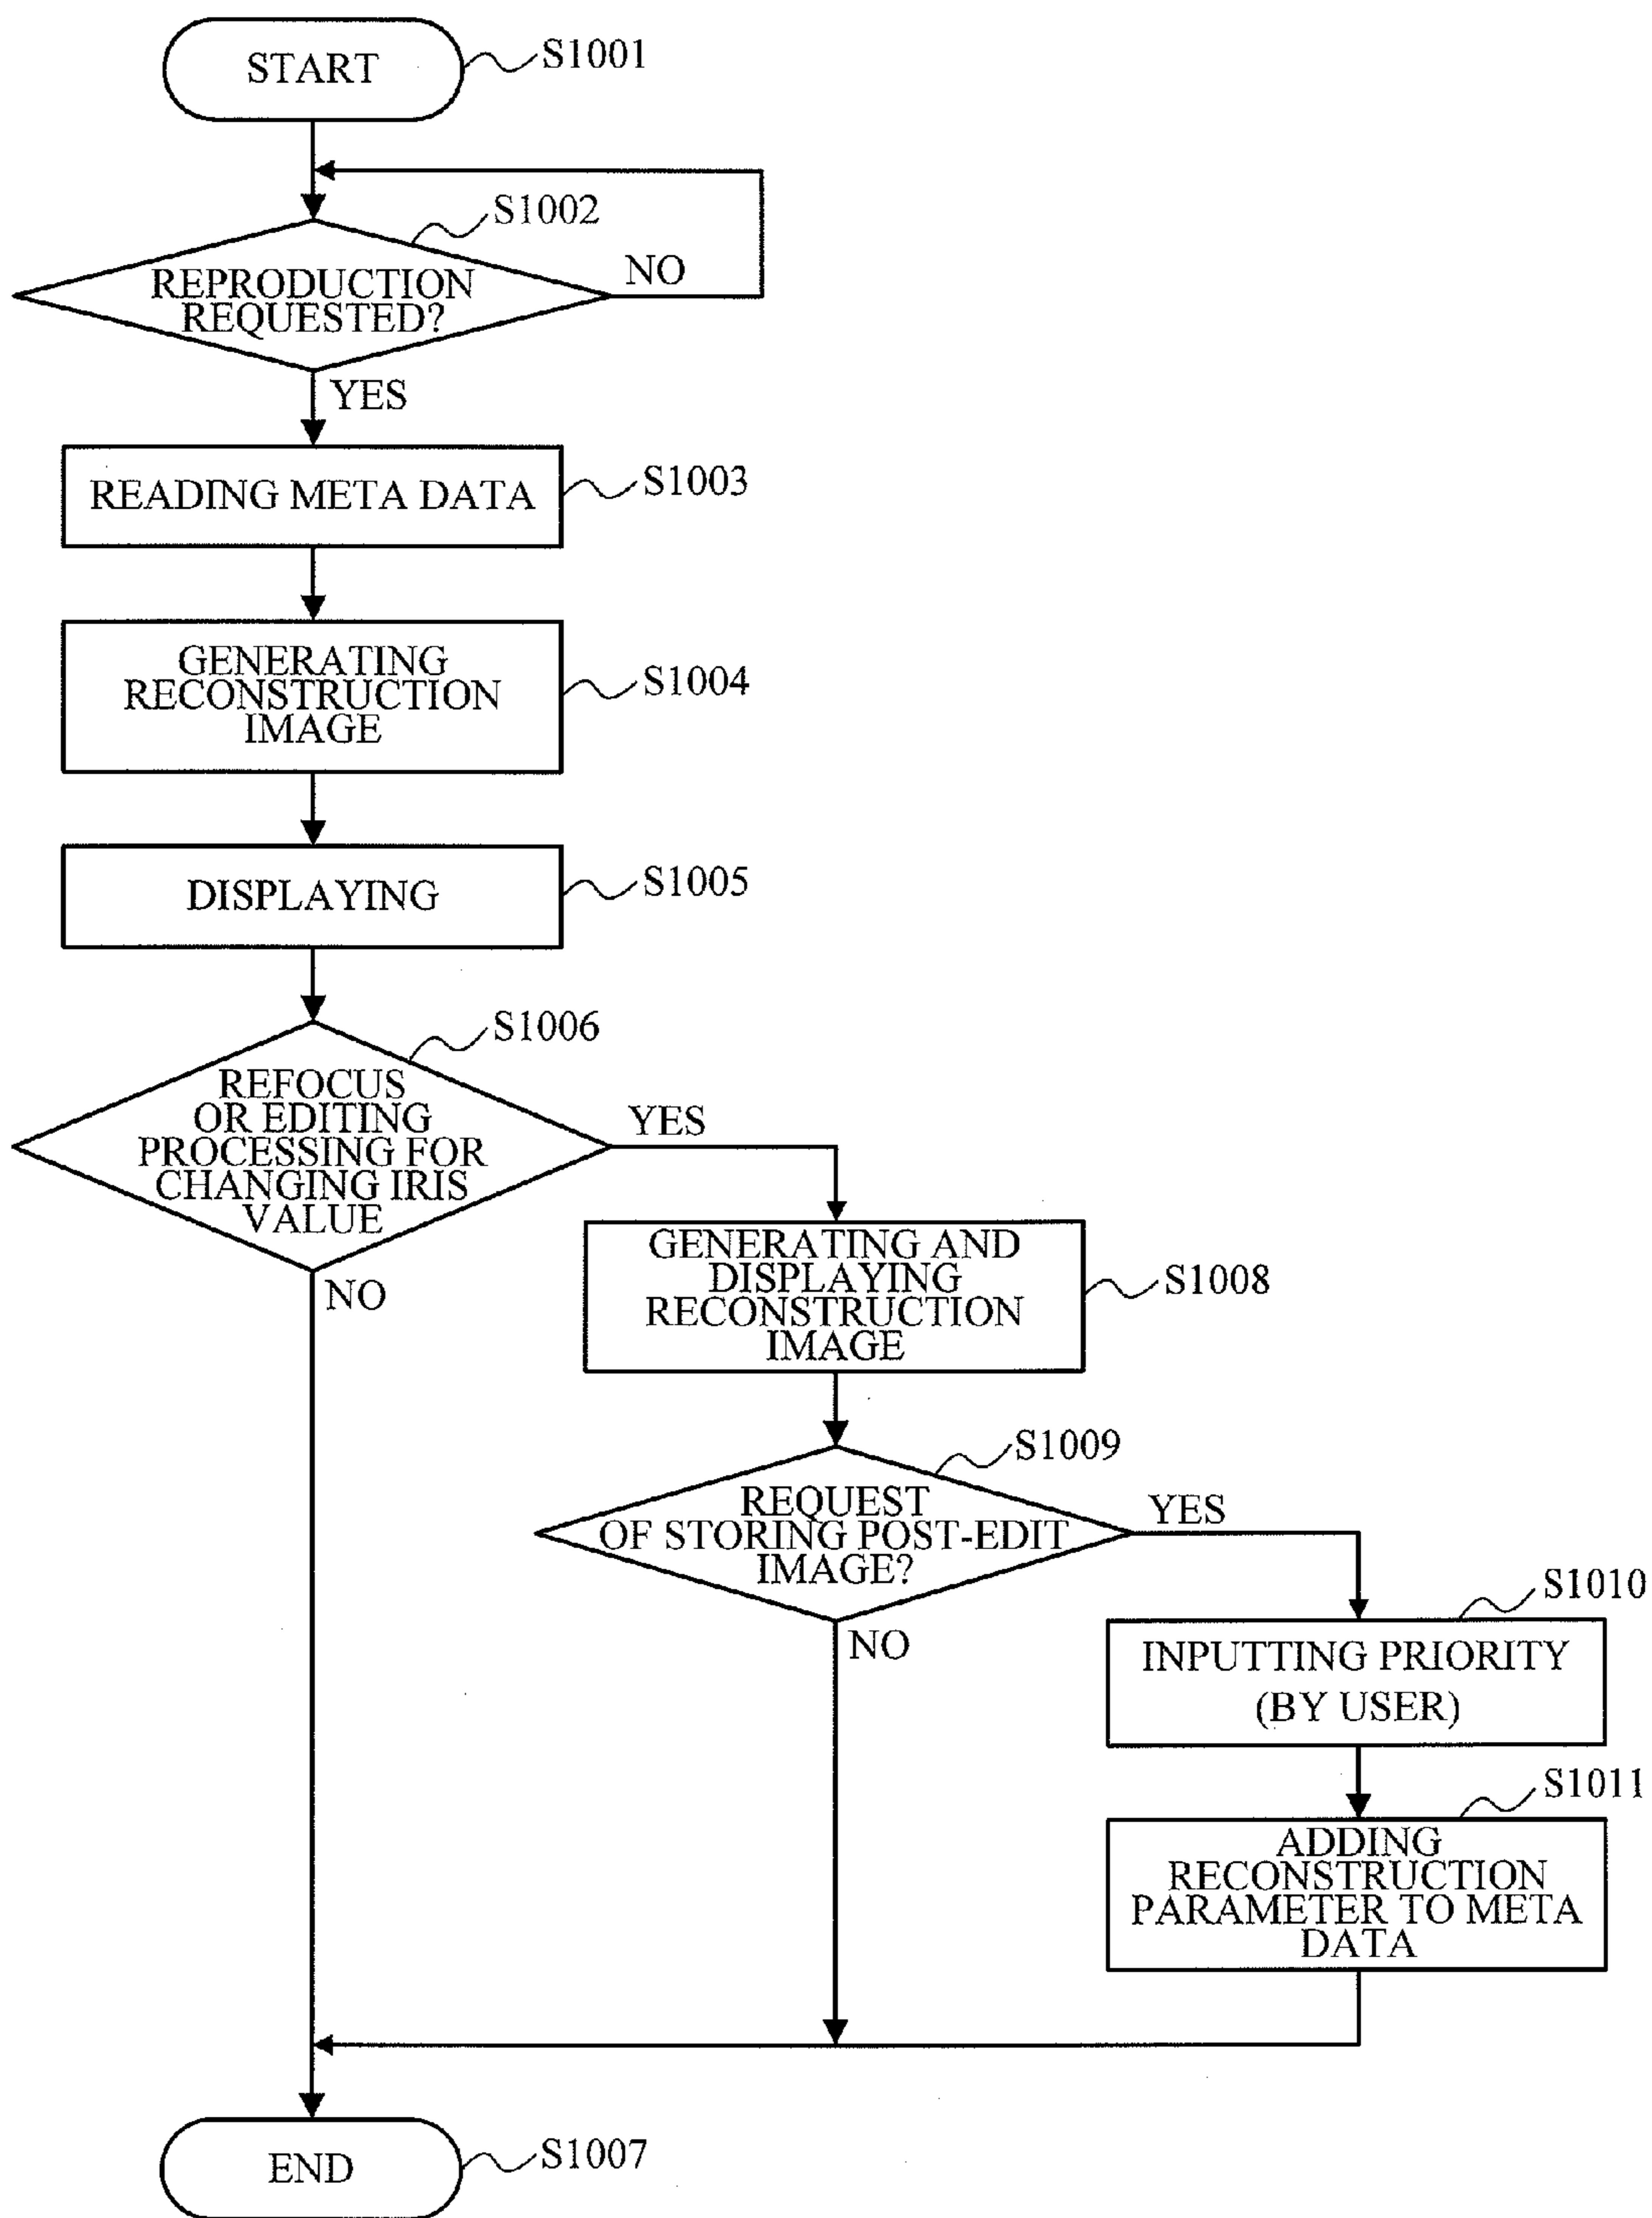 START
S1001
S1002
REPRODUCTION
REQUESTED?
NO
YES
READING META DATA
S1003
GENERATING
RECONSTRUCTION
IMAGE
S1004
DISPLAYING
S1005
S1006
REFOCUS
OR EDITING
PROCESSING FOR
CHANGING IRIS
VALUE
YES
NO
GENERATING AND
DISPLAYING
RECONSTRUCTION
IMAGE
S1008
S1009
REQUEST
OF STORING POST-EDIT
IMAGE?
YES
NO
S1010
INPUTTING PRIORITY
(BY USER)
S1011
ADDING
RECONSTRUCTION
PARAMETER TO META
DATA
END
S1007